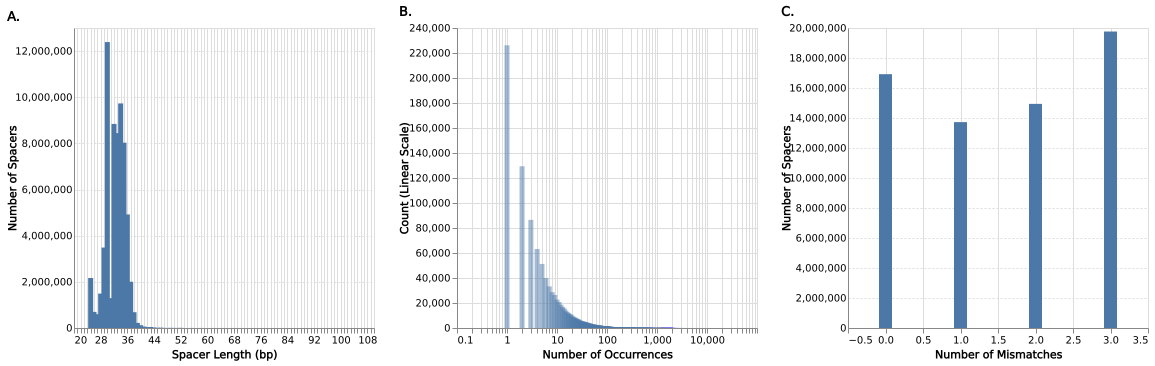 A.
Number of Spacers
12,000,000
10,000,000
8,000,000
6,000,000
4,000,000
2,000,000
0
20 28 36 44 52 60 68 76 84 92 100 108
Spacer Length (bp)
B.
Count (Linear Scale)
240,000
220,000
200,000
180,000
160,000
140,000
120,000
100,000
80,000
60,000
40,000
20,000
0
0.1 1 10 100 1,000 10,000
Number of Occurrences
C.
Number of Spacers
20,000,000
18,000,000
16,000,000
14,000,000
12,000,000
10,000,000
8,000,000
6,000,000
4,000,000
2,000,000
0
−0.5 0.0 0.5 1.0 1.5 2.0 2.5 3.0 3.5
Number of Mismatches